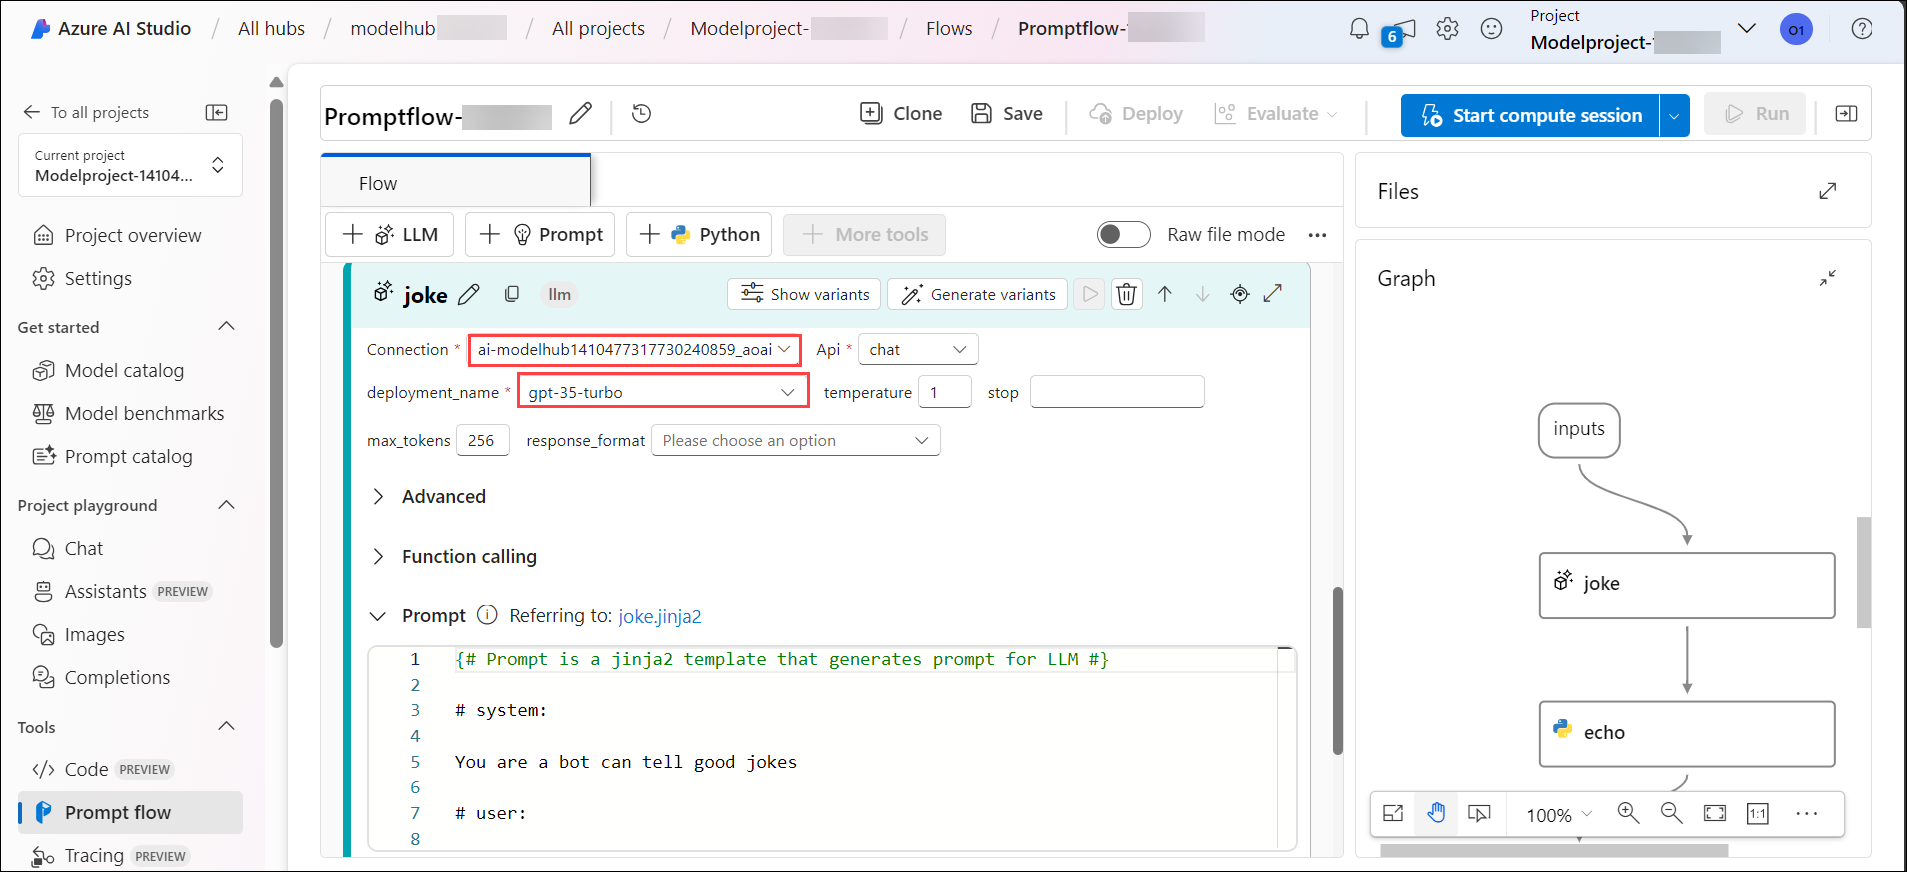 Azure AI Studio / All hubs / modelhub / All projects / Modelproject- / Flows / Promptflow-
6
Project
Modelproject-
O1
To all projects
Current project
Modelproject-14104...
Project overview
Settings
Get started
Model catalog
Model benchmarks
Prompt catalog
Project playground
Chat
Assistants PREVIEW
Images
Completions
Tools
Code PREVIEW
Prompt flow
Tracing PREVIEW
Promptflow-
Clone
Save
Deploy
Evaluate
Start compute session
Run
Flow
LLM
Prompt
Python
More tools
Raw file mode
joke
llm
Show variants
Generate variants
Connection * ai-modelhub1410477317730240859_aoai Api * chat
deployment_name * gpt-35-turbo temperature 1 stop
max_tokens 256 response_format Please choose an option
Advanced
Function calling
Prompt Referring to: joke.jinja2
1 {# Prompt is a jinja2 template that generates prompt for LLM #}
2
3 # system:
4
5 You are a bot can tell good jokes
6
7 # user:
8
Files
Graph
inputs
joke
echo
100%
1:1